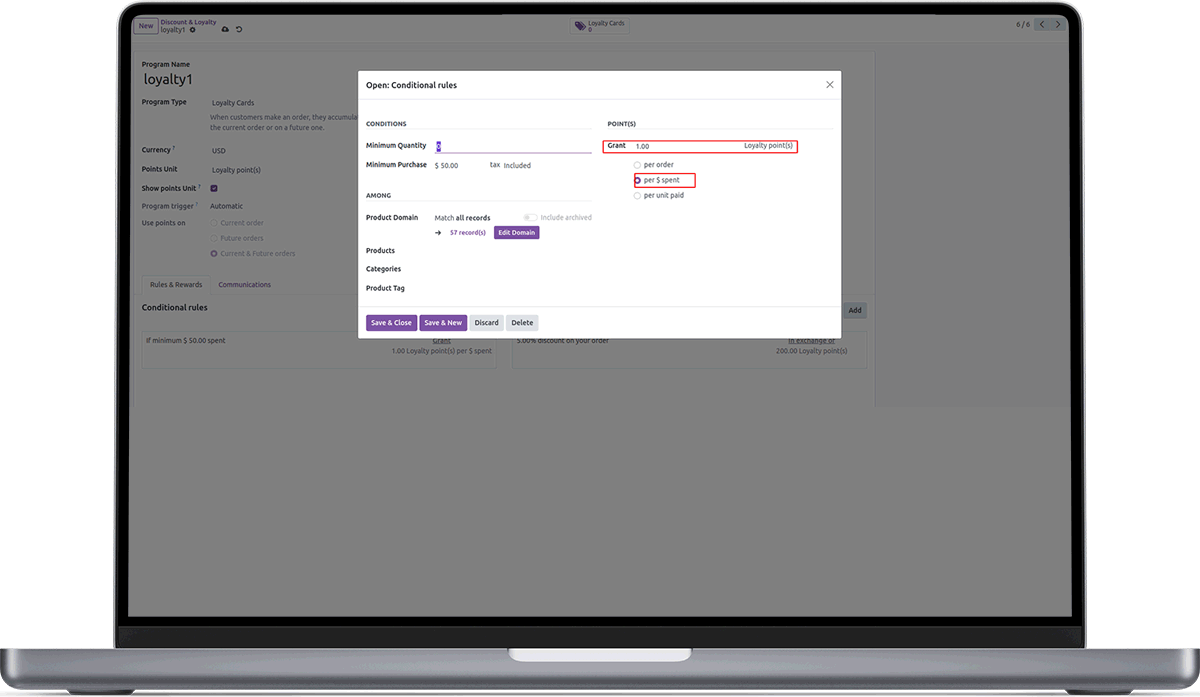 New
Discount & Loyalty
loyalty1
Loyalty Cards
0
6 / 6
Program Name
loyalty1
Program Type
Loyalty Cards
When customers make an order, they accumula
the current order or on a future one.
Currency ?
USD
Points Unit
Loyalty point(s)
Show points Unit ?
Program trigger ?
Automatic
Use points on
Current order
Future orders
Current & Future orders
Rules & Rewards
Communications
Conditional rules
Add
If minimum $ 50.00 spent
Grant
1.00 Loyalty point(s) per $ spent
5.00% discount on your order
In exchange of
200.00 Loyalty point(s)
Open: Conditional rules
CONDITIONS
Minimum Quantity
0
Minimum Purchase
$ 50.00
tax Included
AMONG
Product Domain
Match all records
Include archived
57 record(s)
Edit Domain
Products
Categories
Product Tag
POINT(S)
Grant
1.00
Loyalty point(s)
per order
per $ spent
per unit paid
Save & Close
Save & New
Discard
Delete